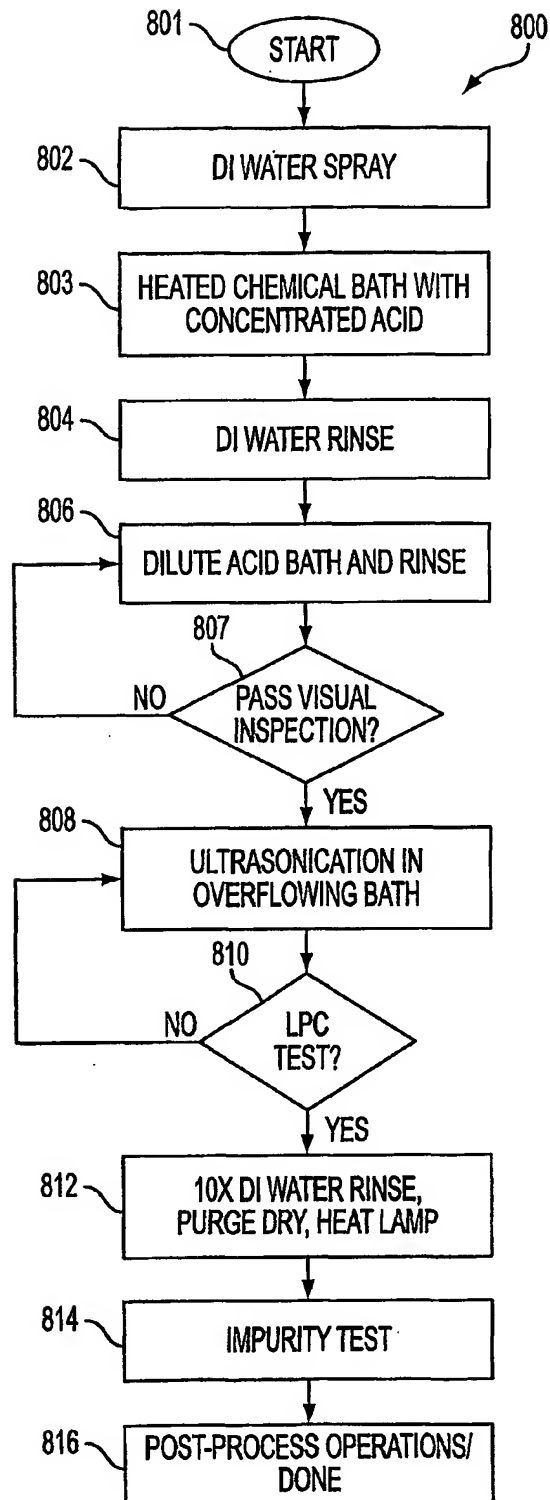 801
START
800
802
DI WATER SPRAY
803
HEATED CHEMICAL BATH WITH
CONCENTRATED ACID
804
DI WATER RINSE
806
DILUTE ACID BATH AND RINSE
807
NO
PASS VISUAL
INSPECTION?
YES
808
ULTRASONICATION IN
OVERFLOWING BATH
810
NO
LPC
TEST?
YES
812
10X DI WATER RINSE,
PURGE DRY, HEAT LAMP
814
IMPURITY TEST
816
POST-PROCESS OPERATIONS/
DONE